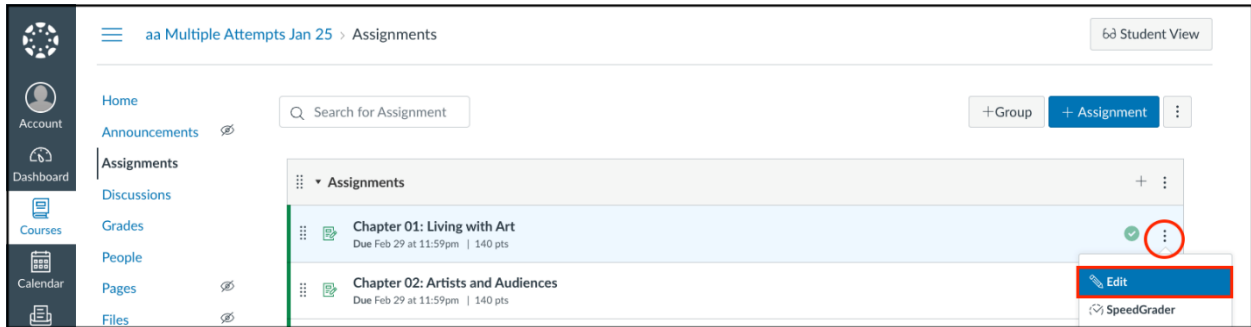 aa Multiple Attempts Jan 25 › Assignments
6d Student View
Account
Dashboard
Courses
Calendar
Home
Announcements
Assignments
Discussions
Grades
People
Pages
Files
Search for Assignment
+Group
+ Assignment
Assignments
Chapter 01: Living with Art
Due Feb 29 at 11:59pm | 140 pts
Chapter 02: Artists and Audiences
Due Feb 29 at 11:59pm | 140 pts
Edit
SpeedGrader